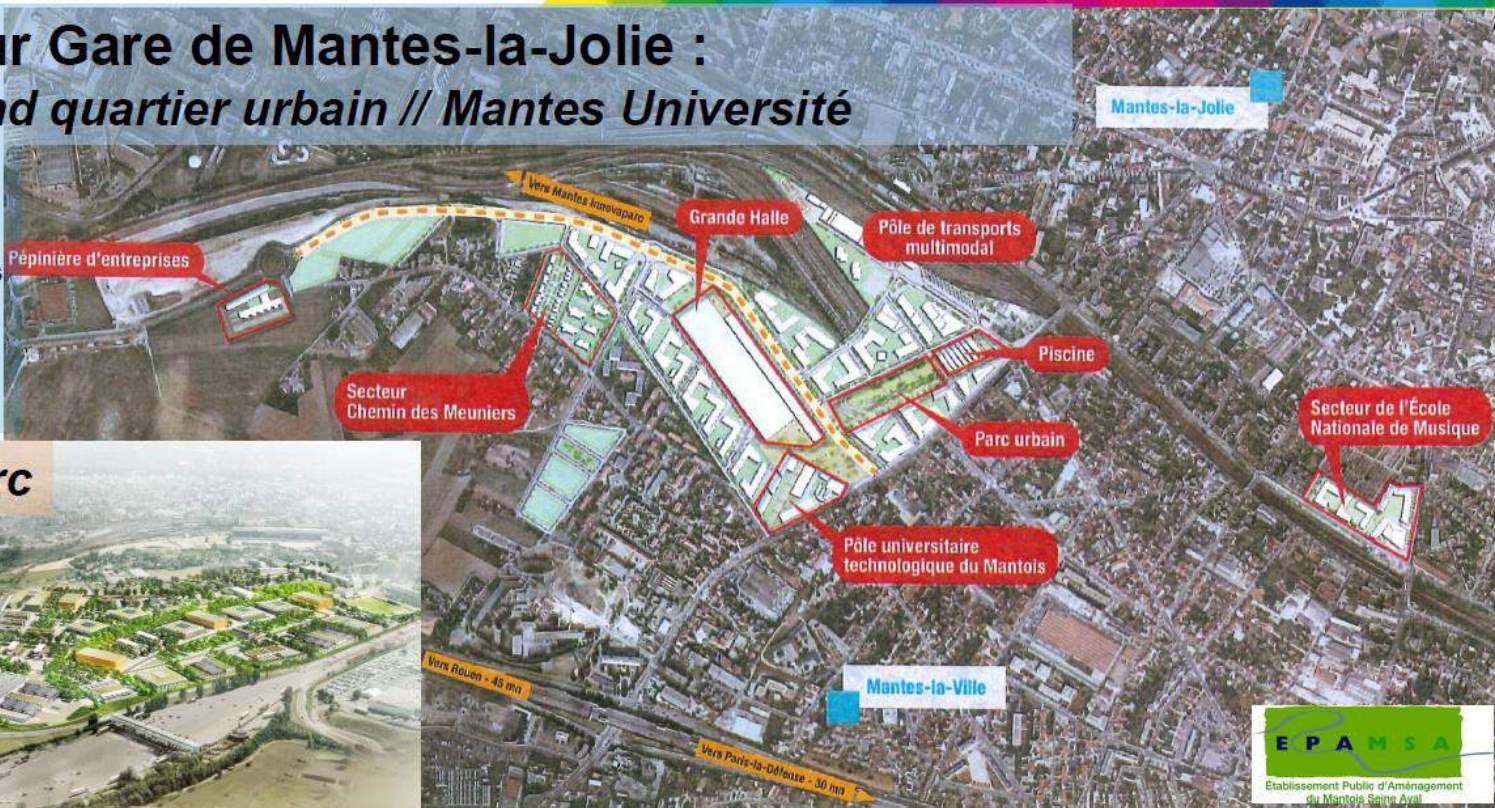 ur Gare de Mantes-la-Jolie :
nd quartier urbain // Mantes Université
Mantes-la-Jolie
Vers Mantes Innovaparc
Grande Halle
Pôle de transports
multimodal
Pépinière d'entreprises
Piscine
Secteur
Chemin des Meuniers
Secteur de l'École
Nationale de Musique
Parc urbain
rc
Pôle universitaire
technologique du Mantois
Vers Rouen - 45 mn
Mantes-la-Ville
Vers Paris-la-Défense - 30 mn
EPAMSA
Établissement Public d'Aménagement
du Mantois Seine Aval